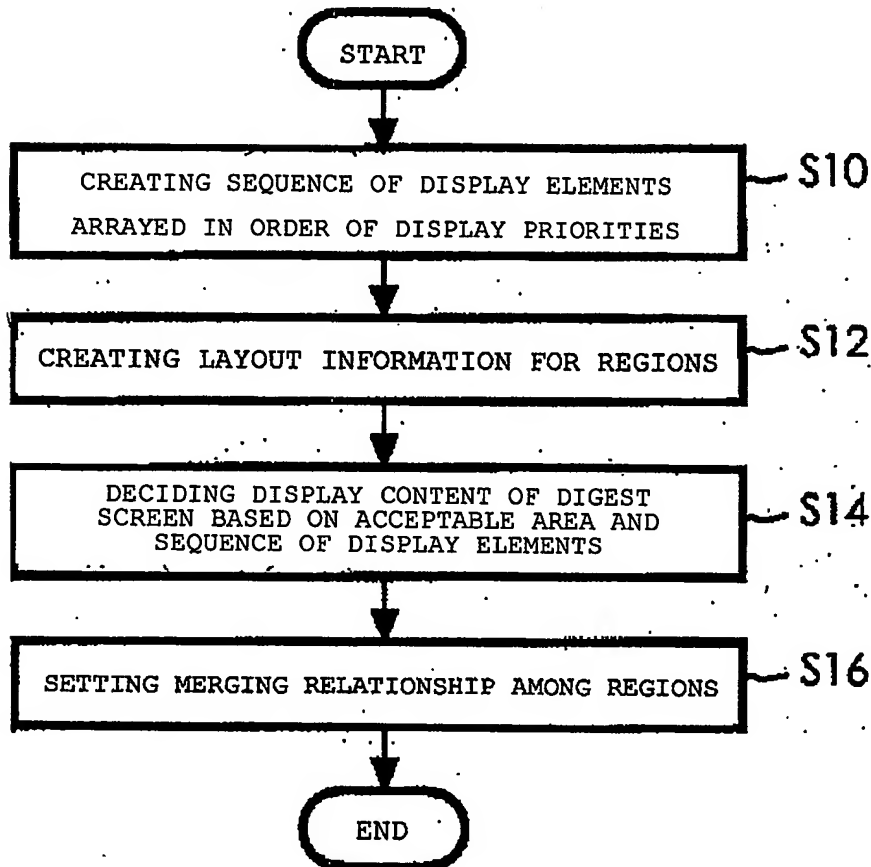 START
CREATING SEQUENCE OF DISPLAY ELEMENTS
ARRAYED IN ORDER OF DISPLAY PRIORITIES
S10
CREATING LAYOUT INFORMATION FOR REGIONS
S12
DECIDING DISPLAY CONTENT OF DIGEST
SCREEN BASED ON ACCEPTABLE AREA AND
SEQUENCE OF DISPLAY ELEMENTS
S14
SETTING MERGING RELATIONSHIP AMONG REGIONS
S16
END